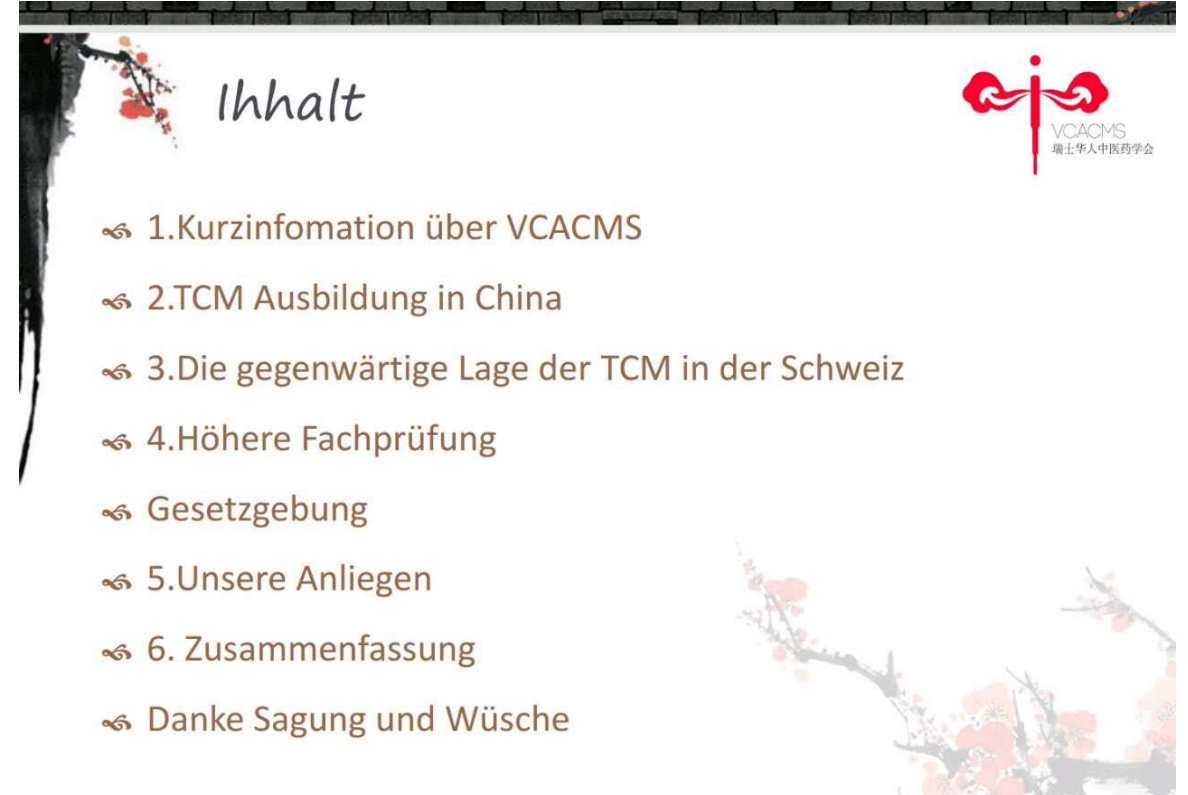 Ihhalt
VCACMS
瑞士华人中医药学会
1.Kurzinfomation über VCACMS
2.TCM Ausbildung in China
3.Die gegenwärtige Lage der TCM in der Schweiz
4.Höhere Fachprüfung
Gesetzgebung
5.Unsere Anliegen
6. Zusammenfassung
Danke Sagung und Wüsche